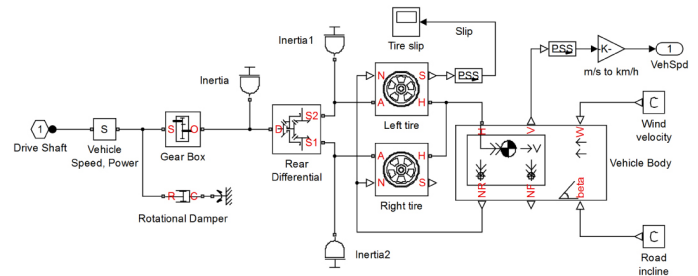 Inertia1
Tire slip
Slip
N
S
PSS
A
H
Left tire
PSS
-K-
m/s to km/h
1
VehSpd
Inertia
1
Drive Shaft
S
Vehicle
Speed, Power
S
O
Gear Box
D
S2
S1
Rear
Differential
R
C
Rotational Damper
A
H
N
S
Right tire
Inertia2
H
V
W
V
NR
NF
beta
Vehicle Body
C
Wind
velocity
C
Road
incline